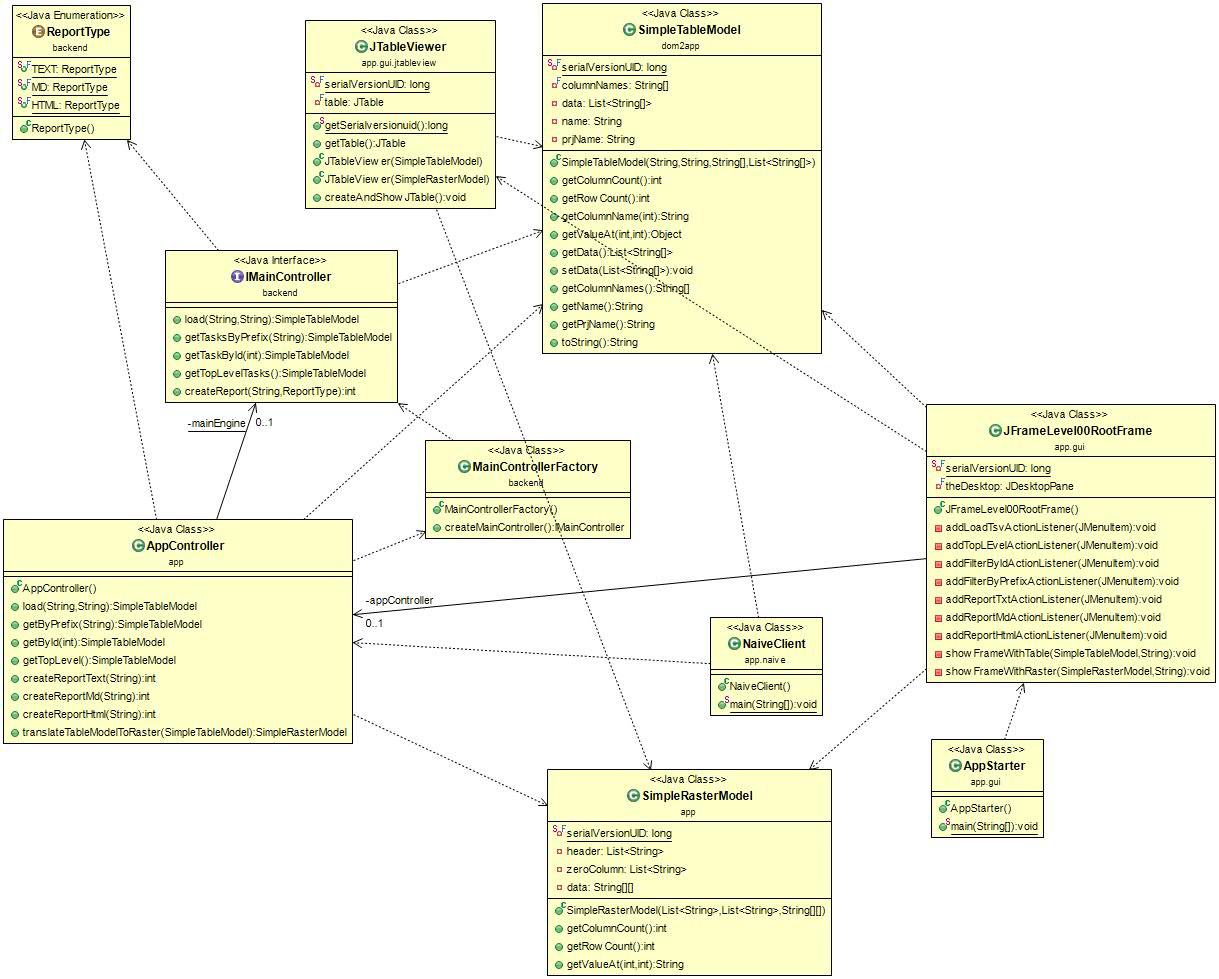 <<Java Enumeration>>
ReportType
backend
TEXT: ReportType
MD: ReportType
HTML: ReportType
ReportType()
<<Java Class>>
JTableViewer
app.gui.jtableview
serialVersionUID: long
table: JTable
getSerialversionuid():long
getTable():JTable
JTableViewer(SimpleTableModel)
JTableViewer(SimpleRasterModel)
createAndShowJTable():void
<<Java Class>>
SimpleTableModel
dom2app
serialVersionUID: long
columnNames: String[]
data: List<String[]>
name: String
prjName: String
SimpleTableModel(String,String,String[],List<String[]>)
getColumnCount():int
getRowCount():int
getColumnName(int):String
getValueAt(int,int):Object
getData():List<String[]>
setData(List<String[]>):void
getColumnNames():String[]
getName():String
getPrjName():String
toString():String
<<Java Interface>>
IMainController
backend
load(String,String):SimpleTableModel
getTasksByPrefix(String):SimpleTableModel
getTaskById(int):SimpleTableModel
getTopLevelTasks():SimpleTableModel
createReport(String,ReportType):int
-mainEngine
0..1
<<Java Class>>
MainControllerFactory
backend
MainControllerFactory()
createMainController():IMainController
<<Java Class>>
JFrameLevel00RootFrame
app.gui
serialVersionUID: long
theDesktop: JDesktopPane
JFrameLevel00RootFrame()
addLoadTsvActionListener(JMenuItem):void
addTopLEvelActionListener(JMenuItem):void
addFilterByIdActionListener(JMenuItem):void
addFilterByPrefixActionListener(JMenuItem):void
addReportTxtActionListener(JMenuItem):void
addReportMdActionListener(JMenuItem):void
addReportHtmlActionListener(JMenuItem):void
showFrameWithTable(SimpleTableModel,String):void
showFrameWithRaster(SimpleRasterModel,String):void
<<Java Class>>
AppController
app
AppController()
load(String,String):SimpleTableModel
getByPrefix(String):SimpleTableModel
getById(int):SimpleTableModel
getTopLevel():SimpleTableModel
createReportText(String):int
createReportMd(String):int
createReportHtml(String):int
translateTableModelToRaster(SimpleTableModel):SimpleRasterModel
-appController
0..1
<<Java Class>>
NaiveClient
app.naive
NaiveClient()
main(String[]):void
<<Java Class>>
AppStarter
app.gui
AppStarter()
main(String[]):void
<<Java Class>>
SimpleRasterModel
app
serialVersionUID: long
header: List<String>
zeroColumn: List<String>
data: String[][]
SimpleRasterModel(List<String>,List<String>,String[][])
getColumnCount():int
getRowCount():int
getValueAt(int,int):String